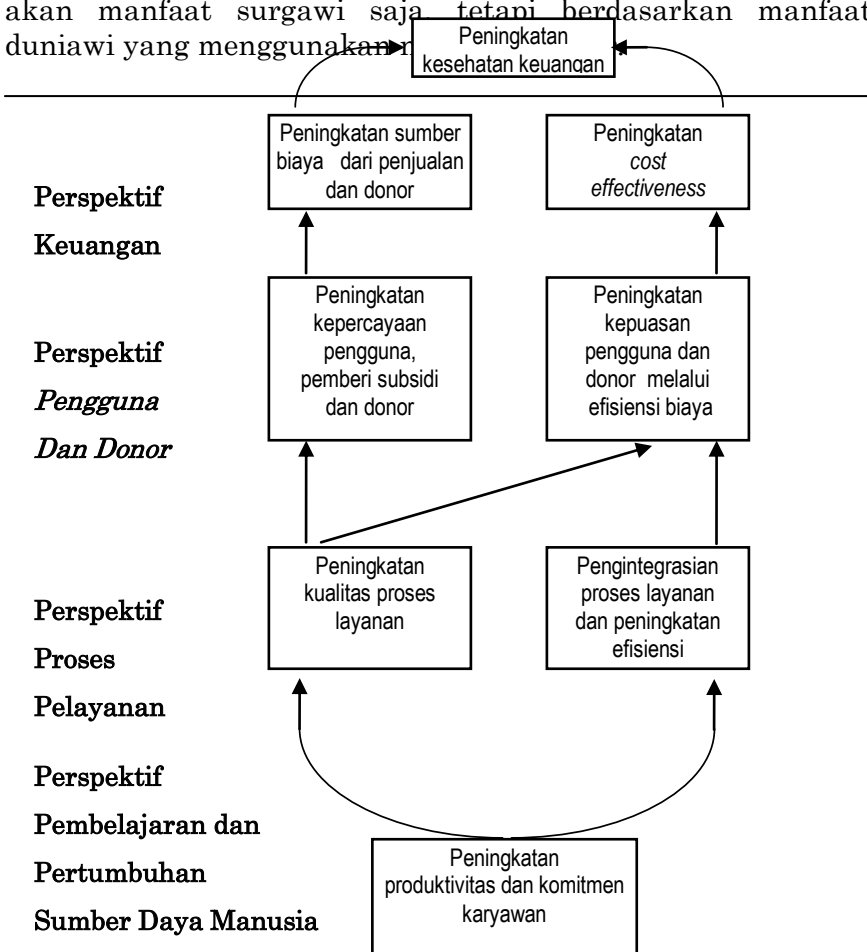 akan manfaat surgawi saja, tetapi berdasarkan manfaat
duniawi yang menggunakan
Peningkatan
kesehatan keuangan
Peningkatan sumber
biaya dari penjualan
dan donor
Peningkatan
cost
effectiveness
Perspektif
Keuangan
Peningkatan
kepercayaan
pengguna,
pemberi subsidi
dan donor
Peningkatan
kepuasan
pengguna dan
donor melalui
efisiensi biaya
Perspektif
Pengguna
Dan Donor
Peningkatan
kualitas proses
layanan
Pengintegrasian
proses layanan
dan peningkatan
efisiensi
Perspektif
Proses
Pelayanan
Perspektif
Pembelajaran dan
Pertumbuhan
Sumber Daya Manusia
Peningkatan
produktivitas dan komitmen
karyawan